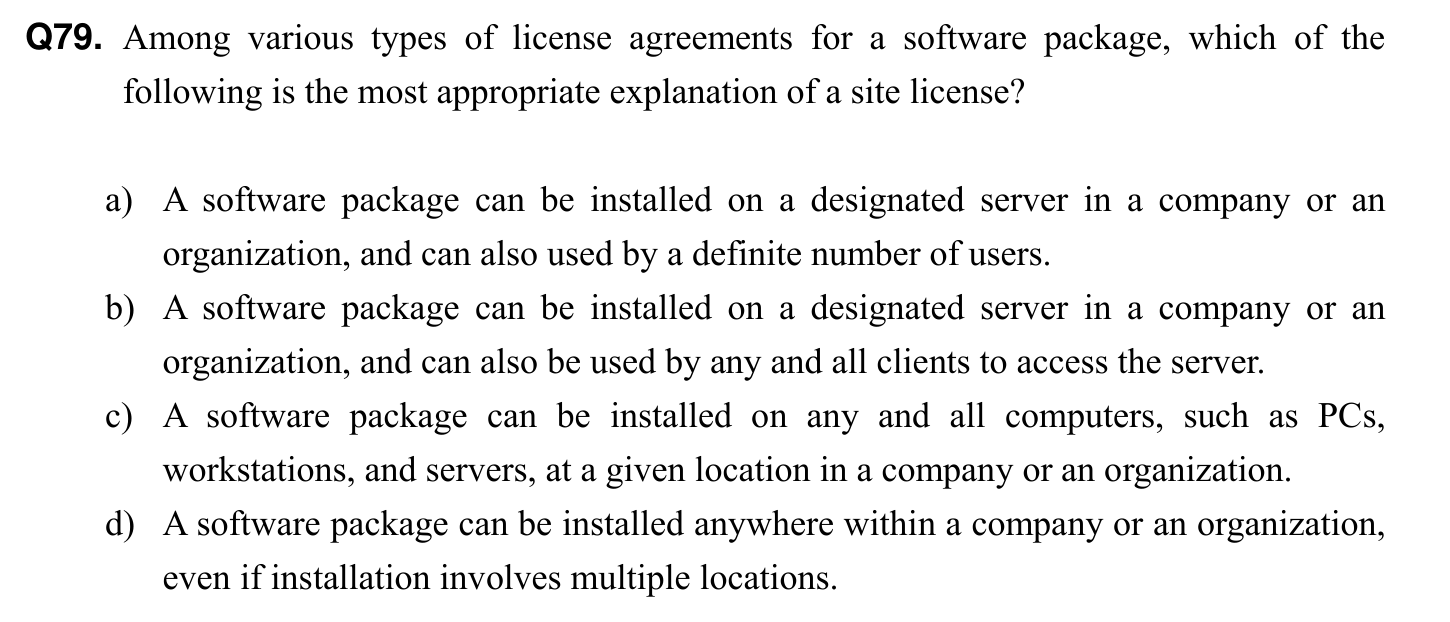 Q79. Among various types of license agreements for a software package, which of the
following is the most appropriate explanation of a site license?
a) A software package can be installed on a designated server in a company or an
organization, and can also used by a definite number of users.
b) A software package can be installed on a designated server in a company or an
organization, and can also be used by any and all clients to access the server.
c) A software package can be installed on any and all computers, such as PCs,
workstations, and servers, at a given location in a company or an organization.
d) A software package can be installed anywhere within a company or an organization,
even if installation involves multiple locations.